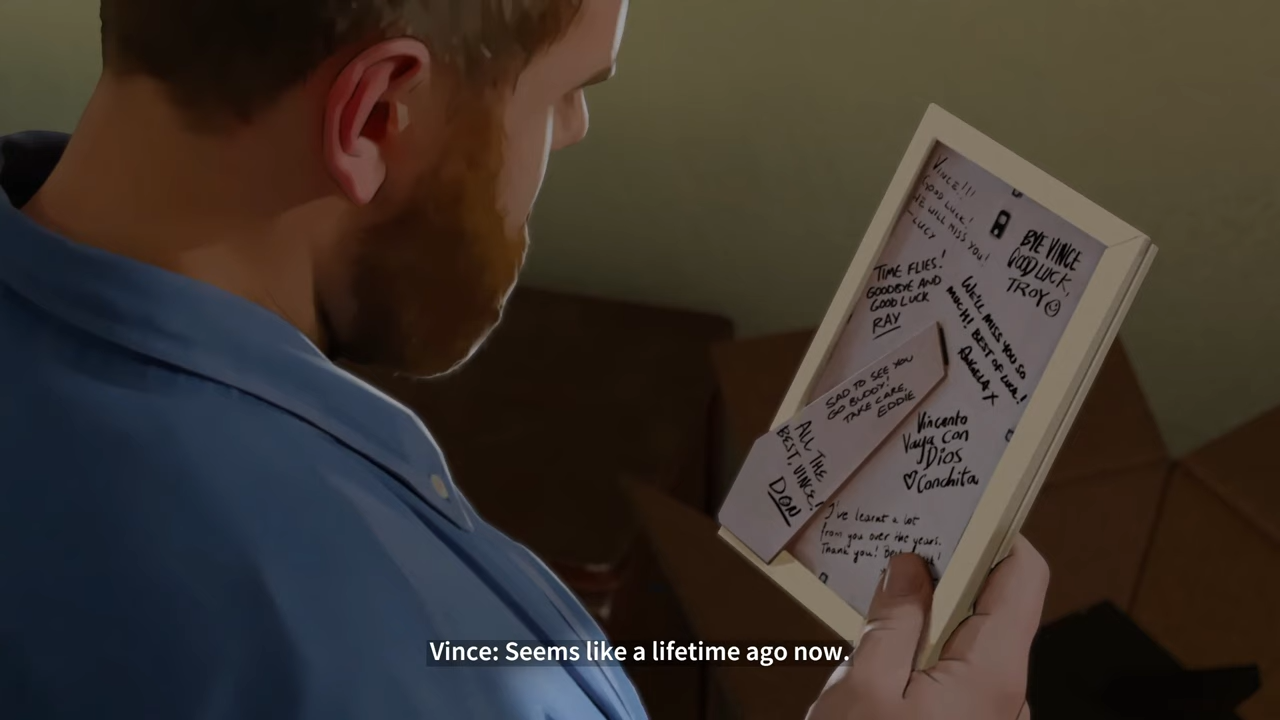 VINCE!!!
GOOD LUCK!
WE WILL MISS YOU!
-LUCY
BYE VINCE
GOOD LUCK,
TROY
TIME FLIES!
GOODBYE AND
GOOD LUCK
RAY
WE'LL MISS YOU SO
MUCH! BEST OF LUCK!
ANGELA X
SAD TO SEE YOU
GO BUDDY!
TAKE CARE,
EDDIE
ALL THE
BEST, VINCE!
DON
Vincento
Vaya Con
Dios
Conchita
I've learnt a lot
from you over the years.
Thank you!
Vince: Seems like a lifetime ago now.